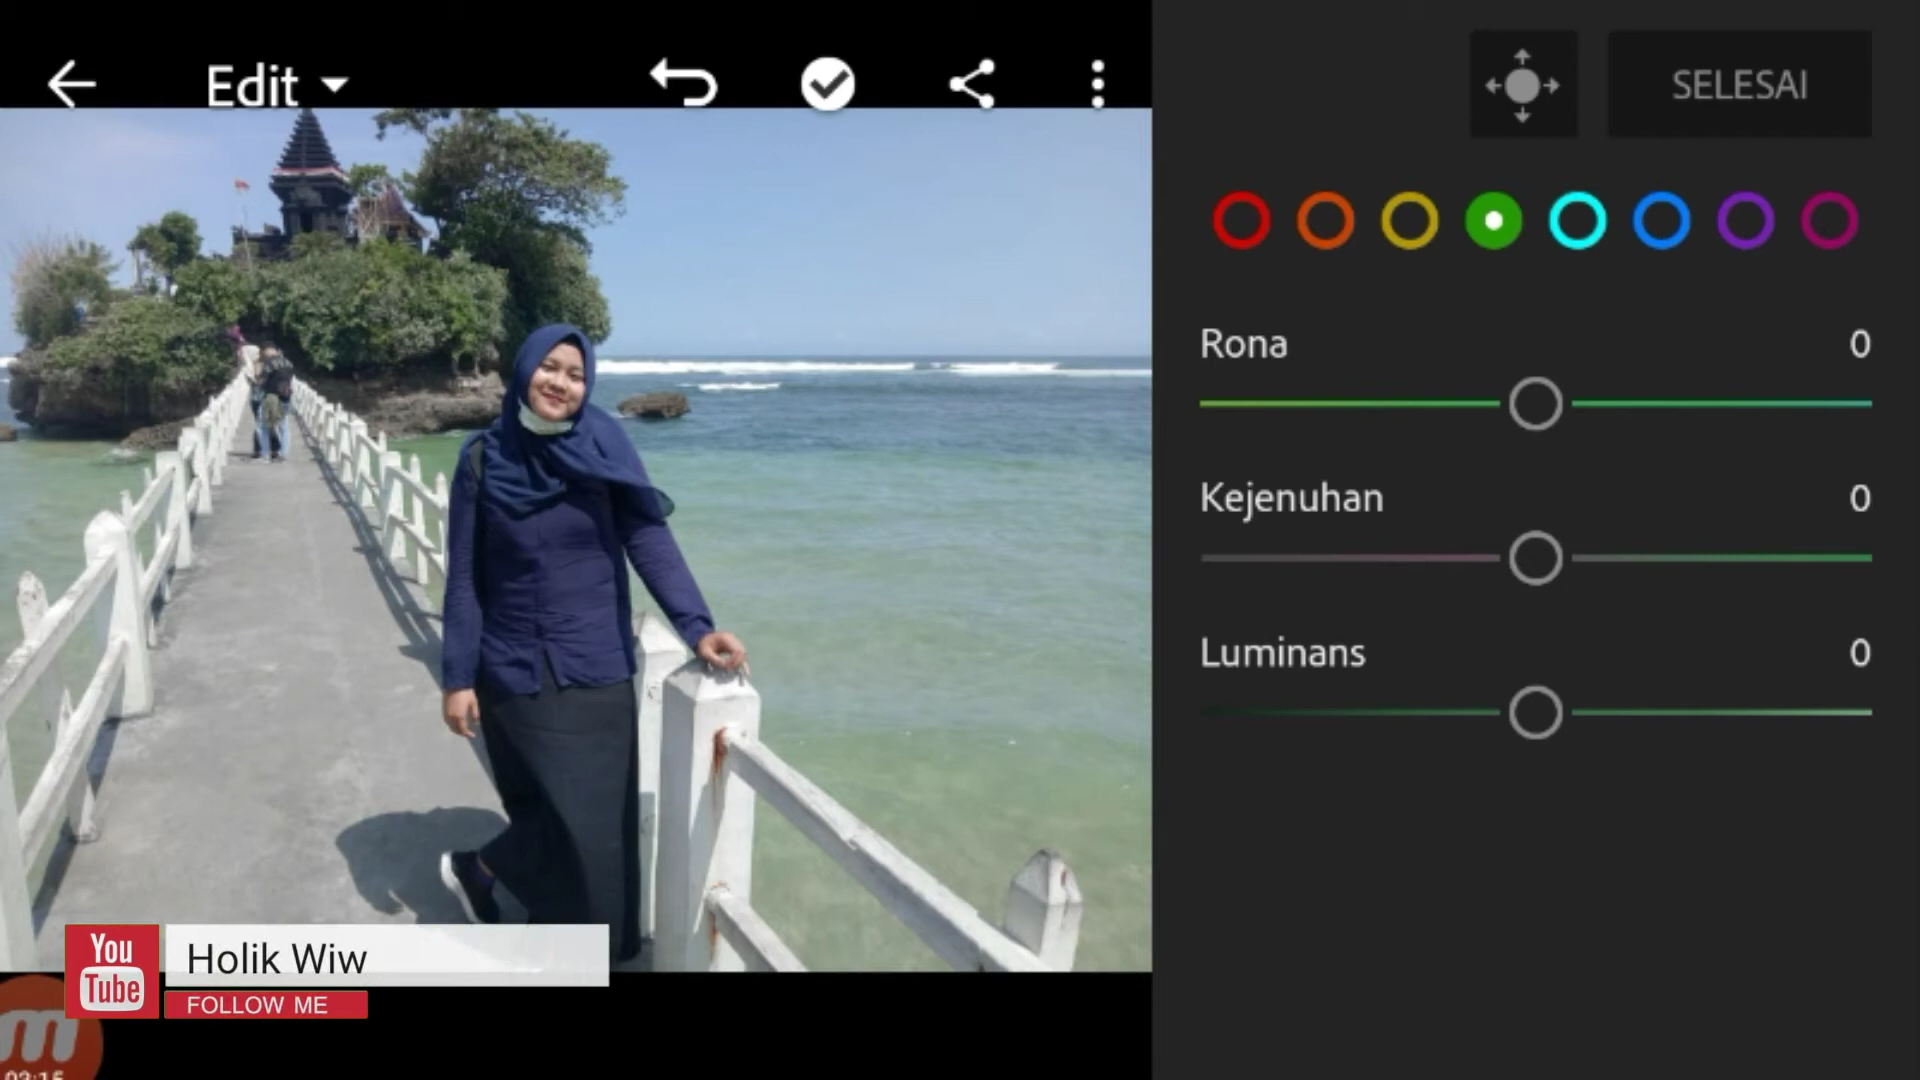 Edit
SELESAI
Rona 0
Kejenuhan 0
Luminans 0
You
Tube
Holik Wiw
FOLLOW ME